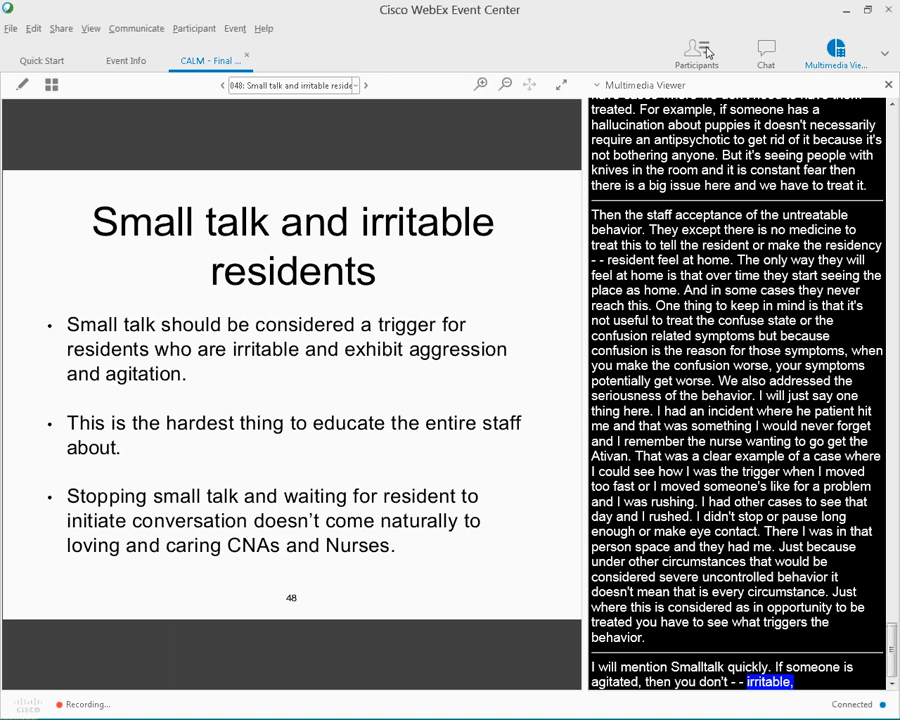 Cisco WebEx Event Center
File Edit Share View Communicate Participant Event Help
Quick Start Event Info CALM - Final ...
Participants Chat Multimedia Vie...
048: Small talk and irritable reside
Multimedia Viewer
Small talk and irritable
residents
• Small talk should be considered a trigger for
residents who are irritable and exhibit aggression
and agitation.
• This is the hardest thing to educate the entire staff
about.
• Stopping small talk and waiting for resident to
initiate conversation doesn't come naturally to
loving and caring CNAs and Nurses.
48
treated. For example, if someone has a
hallucination about puppies it doesn't necessarily
require an antipsychotic to get rid of it because it's
not bothering anyone. But it's seeing people with
knives in the room and it is constant fear then
there is a big issue here and we have to treat it.
Then the staff acceptance of the untreatable
behavior. They except there is no medicine to
treat this to tell the resident or make the residency
- - resident feel at home. The only way they will
feel at home is that over time they start seeing the
place as home. And in some cases they never
reach this. One thing to keep in mind is that it's
not useful to treat the confuse state or the
confusion related symptoms but because
confusion is the reason for those symptoms, when
you make the confusion worse, your symptoms
potentially get worse. We also addressed the
seriousness of the behavior. I will just say one
thing here. I had an incident where he patient hit
me and that was something I would never forget
and I remember the nurse wanting to go get the
Ativan. That was a clear example of a case where
I could see how I was the trigger when I moved
too fast or I moved someone's like for a problem
and I was rushing. I had other cases to see that
day and I rushed. I didn't stop or pause long
enough or make eye contact. There I was in that
person space and they had me. Just because
under other circumstances that would be
considered severe uncontrolled behavior it
doesn't mean that is every circumstance. Just
where this is considered as in opportunity to be
treated you have to see what triggers the
behavior.
I will mention Smalltalk quickly. If someone is
agitated, then you don't - - irritable,
cisco Recording... Connected